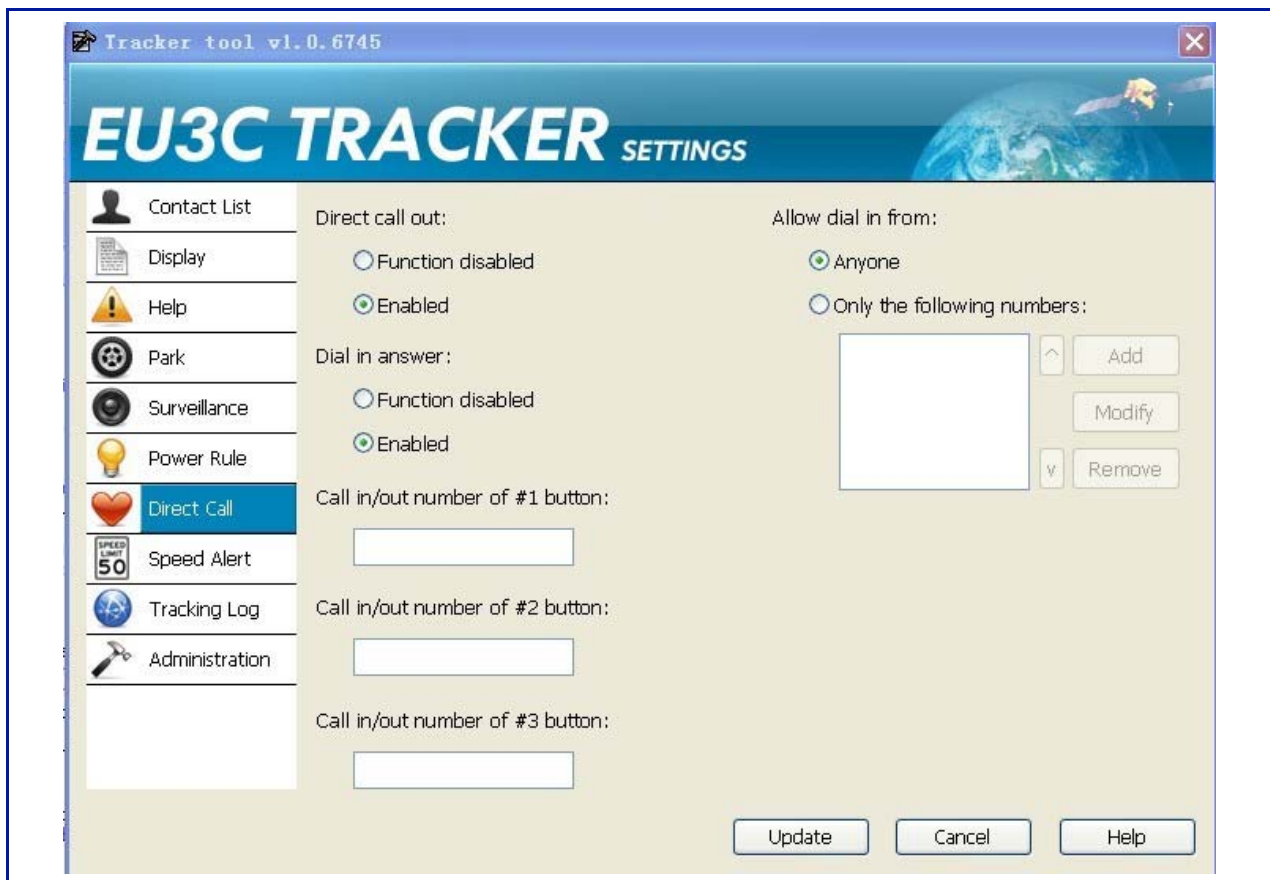 Tracker tool v1.0.6745
EU3C TRACKER SETTINGS
Contact List
Display
Help
Park
Surveillance
Power Rule
Direct Call
SPEED LIMIT 50
Speed Alert
Tracking Log
Administration
Direct call out:
Function disabled
Enabled
Dial in answer:
Function disabled
Enabled
Call in/out number of #1 button:
Call in/out number of #2 button:
Call in/out number of #3 button:
Allow dial in from:
Anyone
Only the following numbers:
^
Add
Modify
v
Remove
Update
Cancel
Help